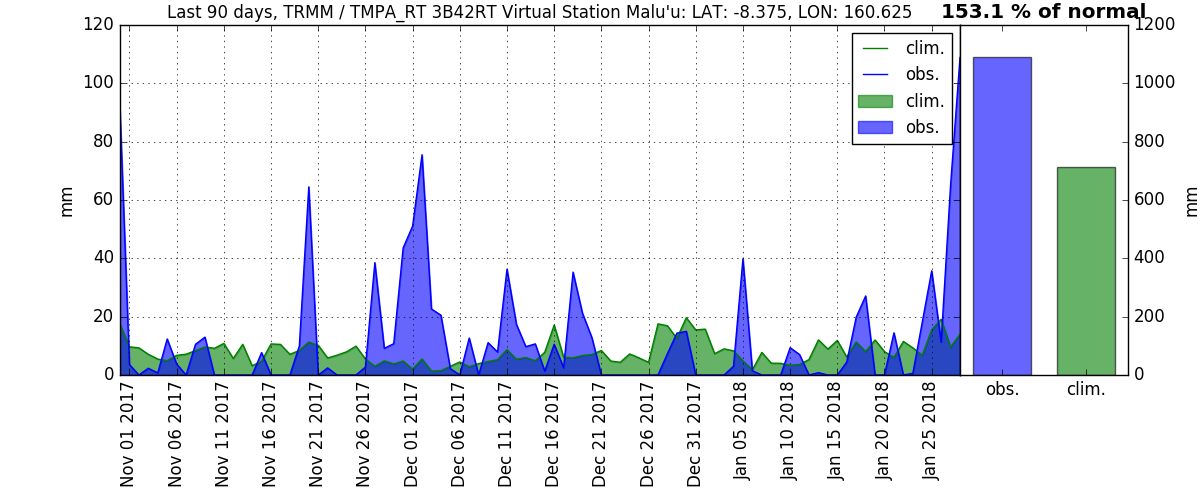 Last 90 days, TRMM / TMPA_RT 3B42RT Virtual Station Malu'u: LAT: -8.375, LON: 160.625
153.1 % of normal
120
100
80
60
40
20
0
mm
clim.
obs.
clim.
obs.
1200
1000
800
600
400
200
0
mm
Nov 01 2017
Nov 06 2017
Nov 11 2017
Nov 16 2017
Nov 21 2017
Nov 26 2017
Dec 01 2017
Dec 06 2017
Dec 11 2017
Dec 16 2017
Dec 21 2017
Dec 26 2017
Dec 31 2017
Jan 05 2018
Jan 10 2018
Jan 15 2018
Jan 20 2018
Jan 25 2018
obs.
clim.